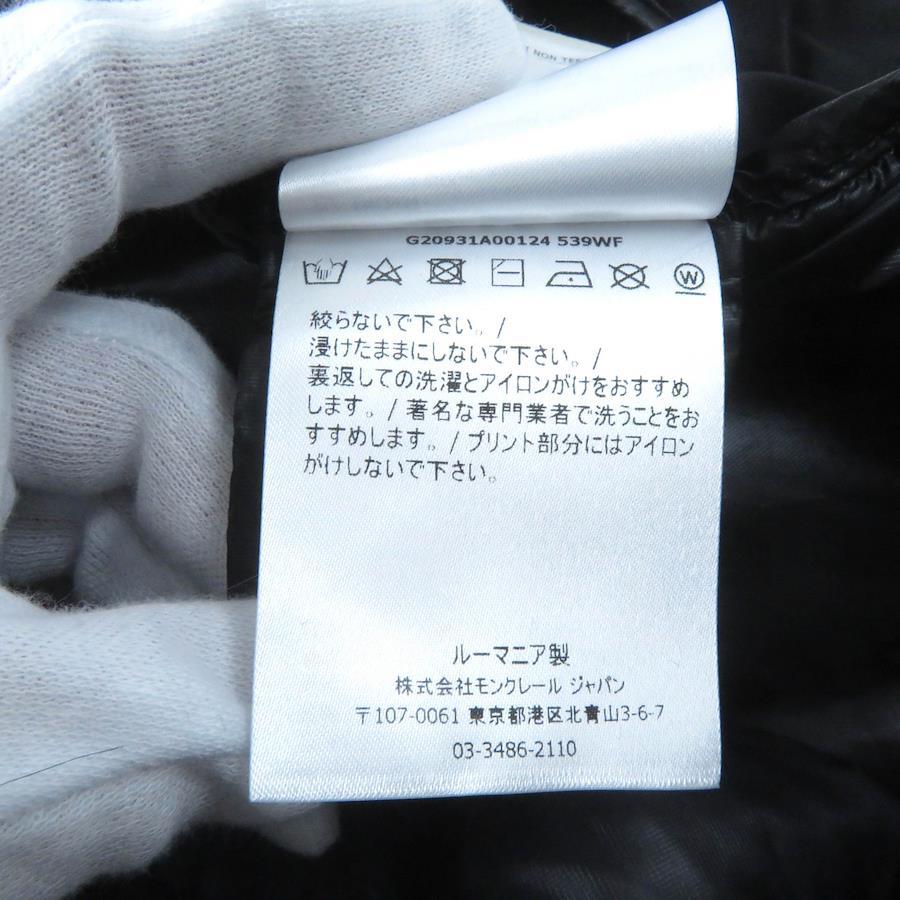 NON
G20931A00124 539WF
W
絞らないで下さい。/
浸けたままにしないで下さい。/
裏返しての洗濯とアイロンがけをおすすめ
します。/ 著名な専門業者で洗うことをお
すすめします。/ プリント部分にはアイロン
がけしないで下さい。
ルーマニア製
株式会社モンクレール ジャパン
〒107-0061 東京都港区北青山3-6-7
03-3486-2110